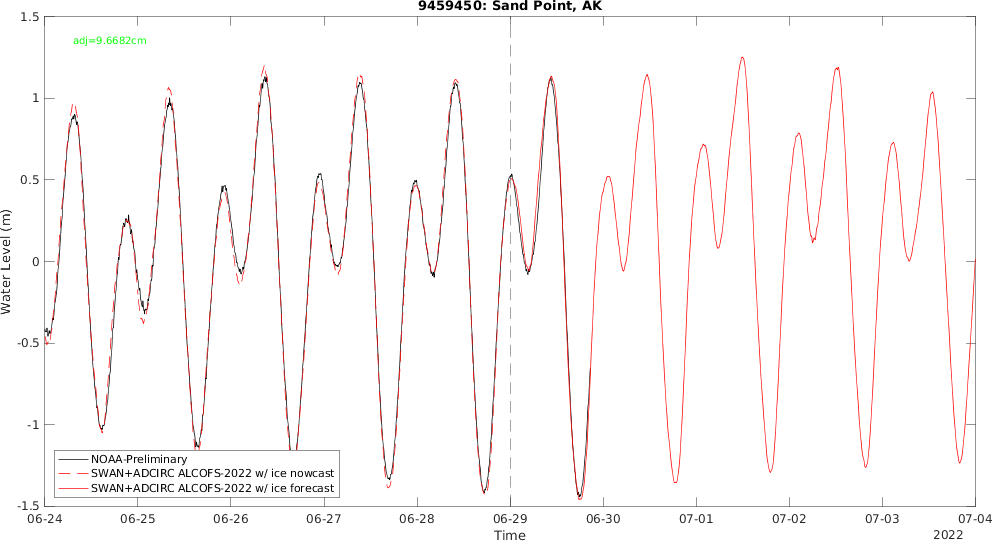 9459450: Sand Point, AK
adj=9.6682cm
Water Level (m)
1.5
1
0.5
0
-0.5
-1
-1.5
NOAA-Preliminary
SWAN+ADCIRC ALCOFS-2022 w/ ice nowcast
SWAN+ADCIRC ALCOFS-2022 w/ ice forecast
06-24 06-25 06-26 06-27 06-28 06-29 06-30 07-01 07-02 07-03 07-04
Time
2022